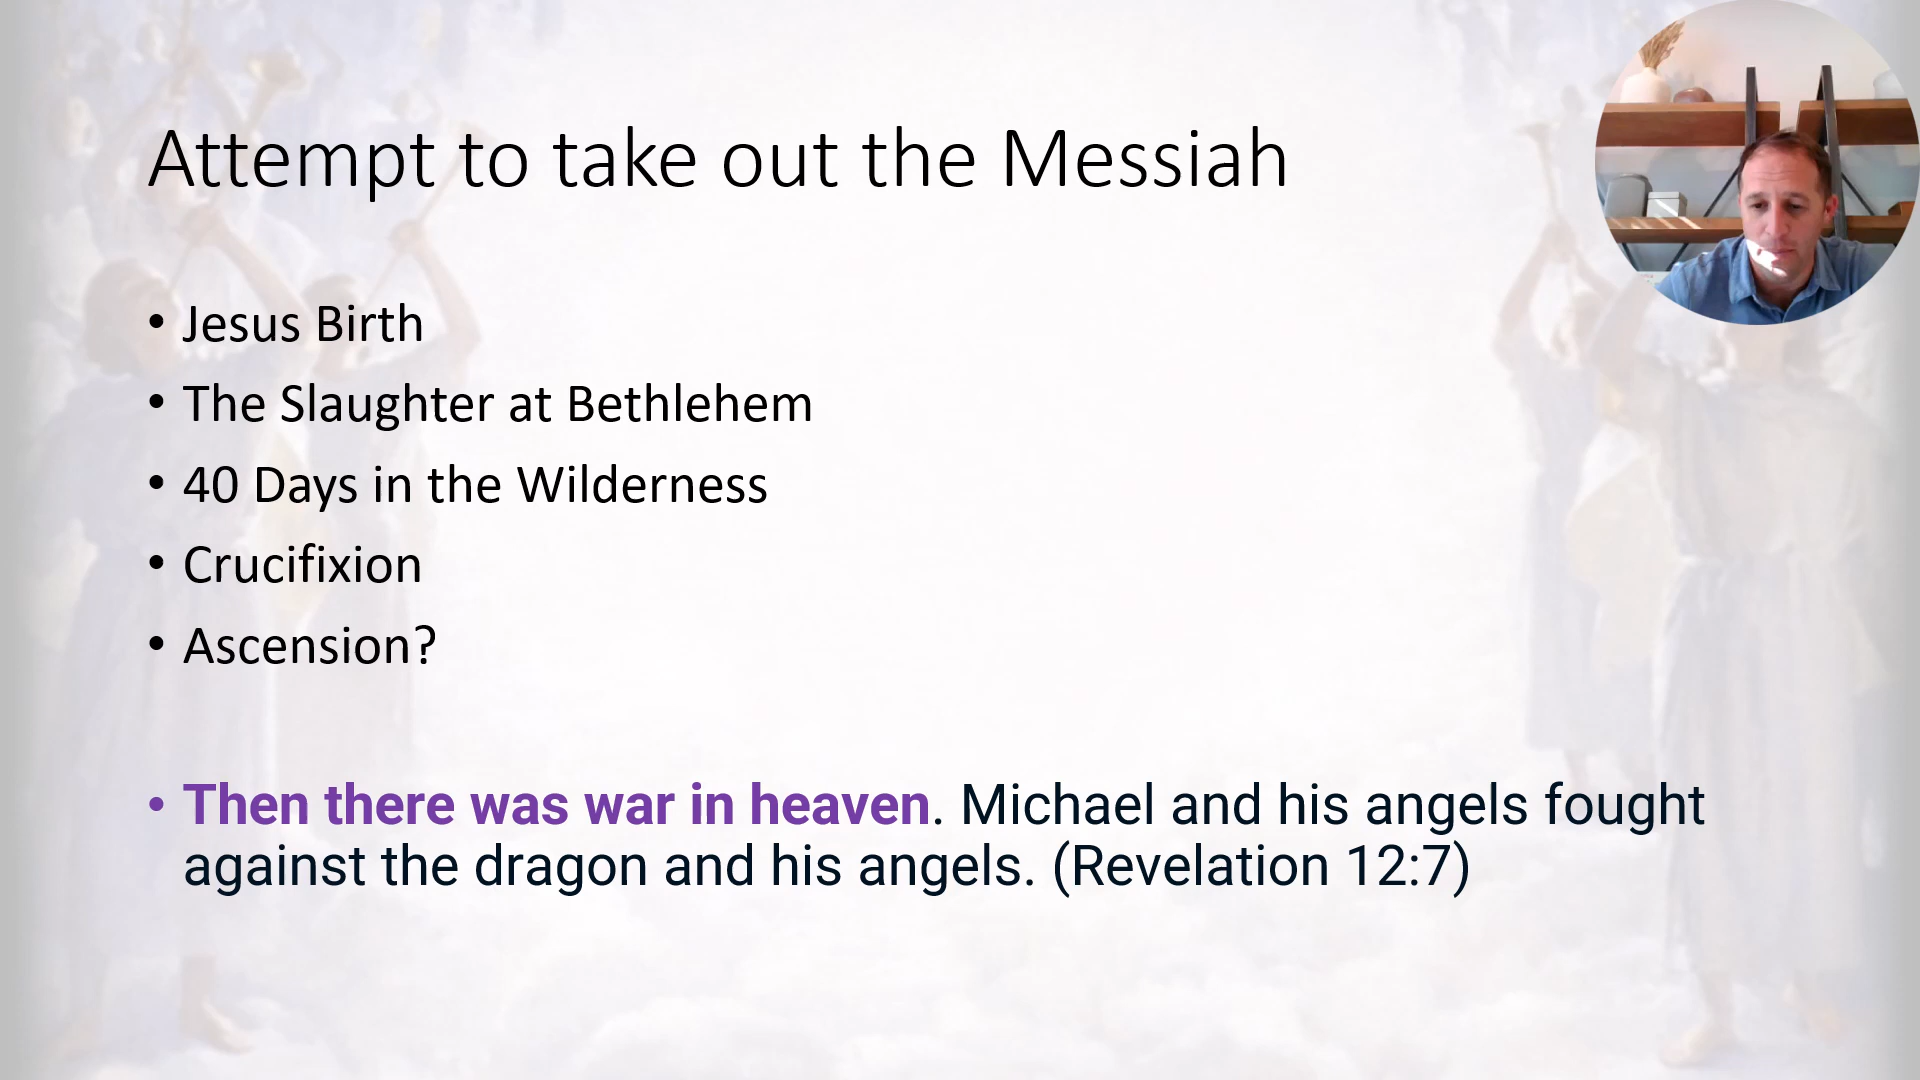 Attempt to take out the Messiah
• Jesus Birth
• The Slaughter at Bethlehem
• 40 Days in the Wilderness
• Crucifixion
• Ascension?
• Then there was war in heaven. Michael and his angels fought
against the dragon and his angels. (Revelation 12:7)